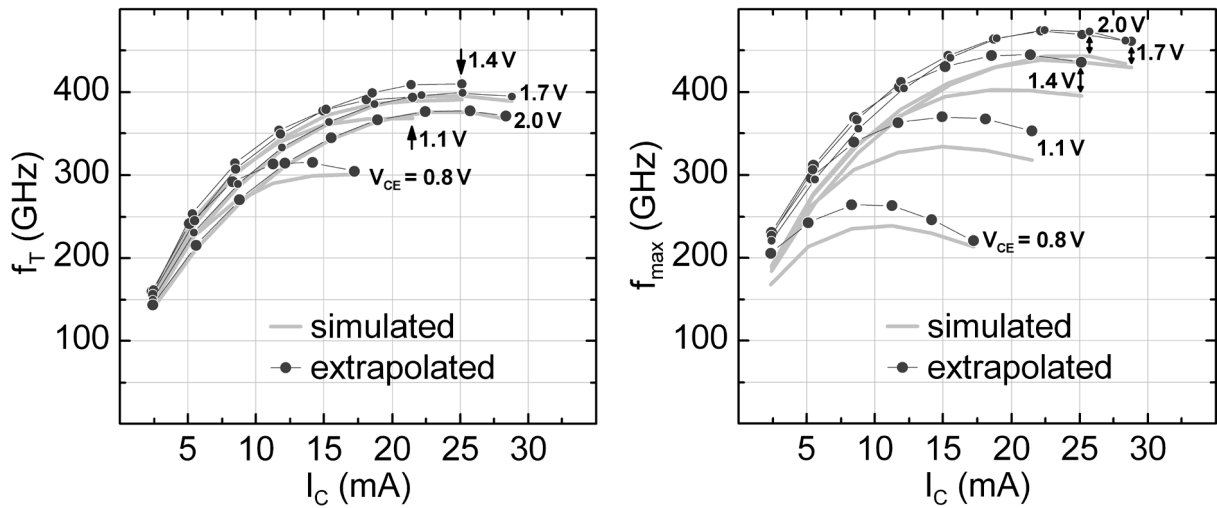 400
300
200
100
f_T (GHz)
5 10 15 20 25 30
I_C (mA)
1.4 V
1.7 V
2.0 V
1.1 V
V_CE = 0.8 V
simulated
extrapolated
400
300
200
100
f_max (GHz)
5 10 15 20 25 30
I_C (mA)
2.0 V
1.7 V
1.4 V
1.1 V
V_CE = 0.8 V
simulated
extrapolated